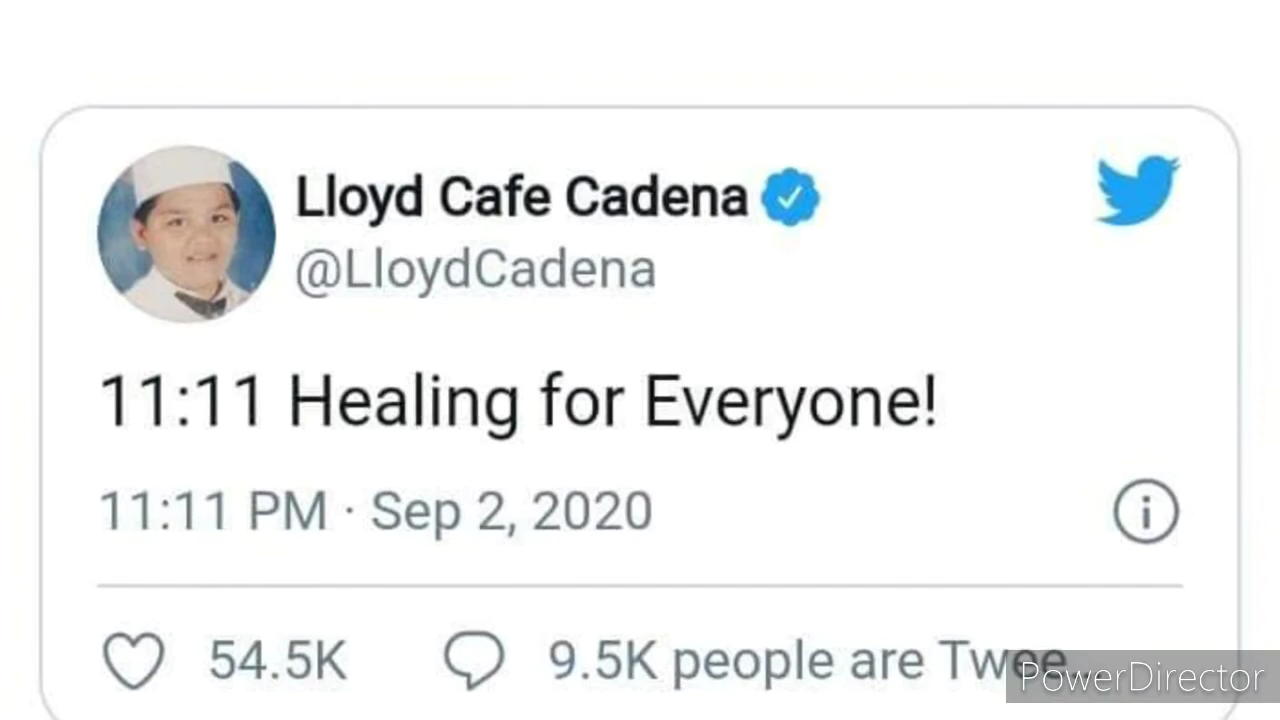 Lloyd Cafe Cadena
@LloydCadena
11:11 Healing for Everyone!
11:11 PM · Sep 2, 2020
54.5K 9.5K people are Twee
PowerDirector